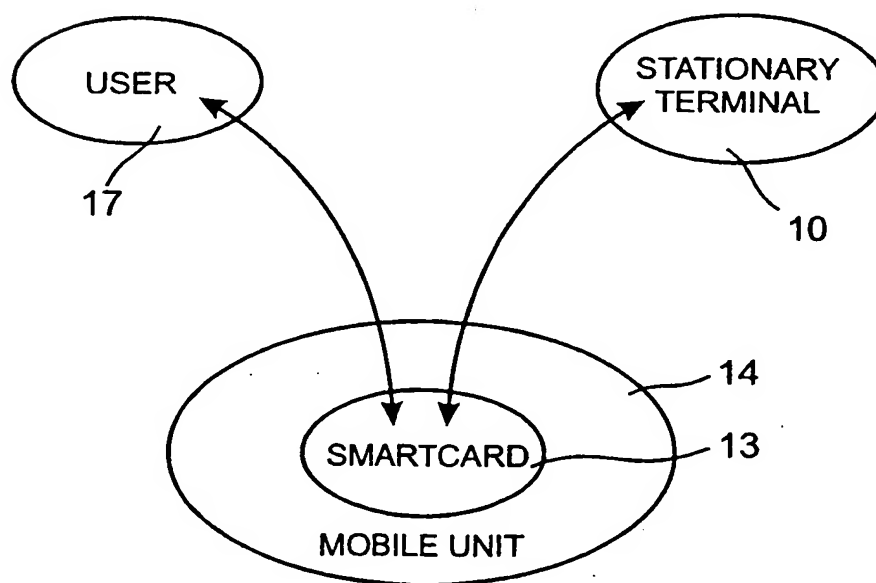 USER
STATIONARY
TERMINAL
17
10
14
SMARTCARD
13
MOBILE UNIT